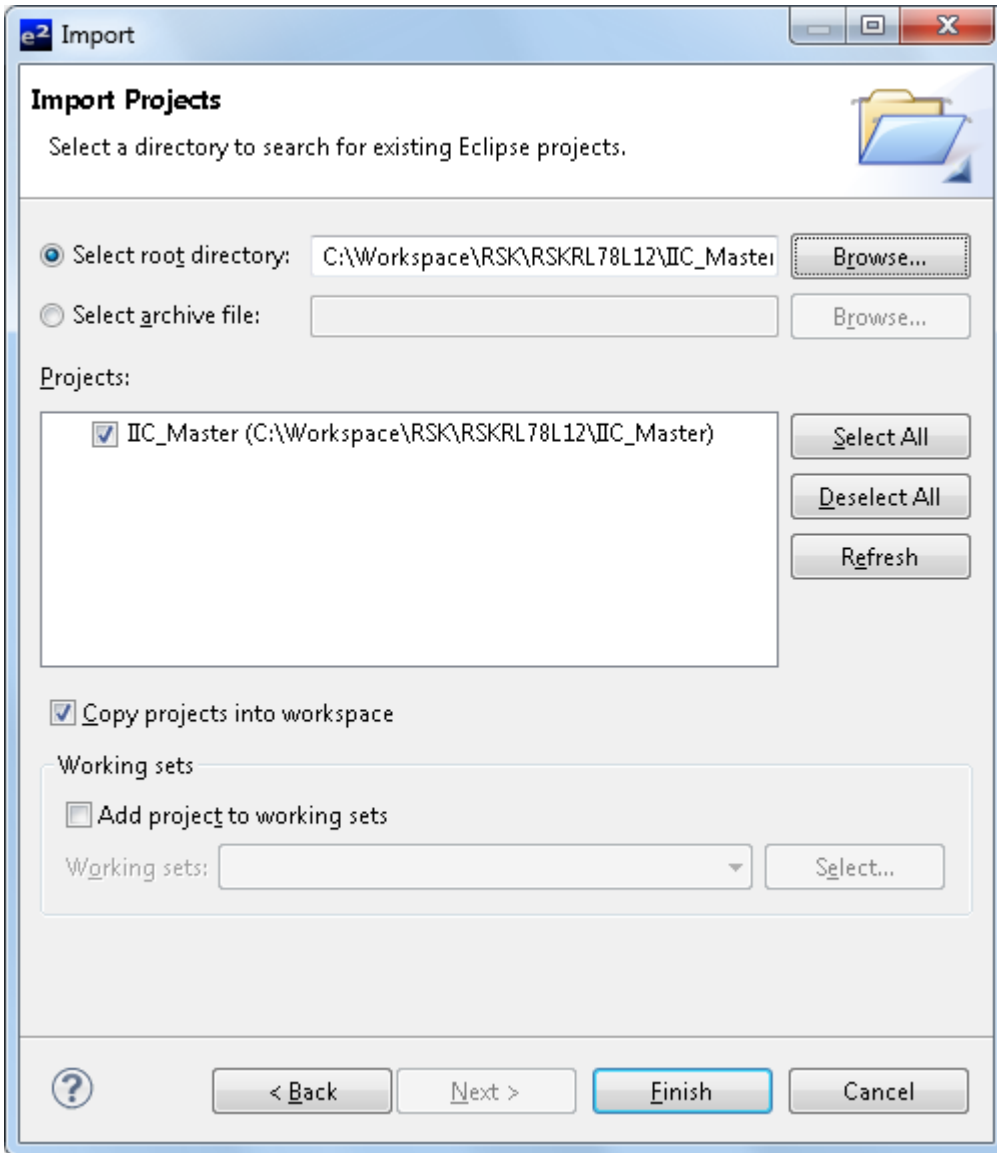 e² Import
Import Projects
Select a directory to search for existing Eclipse projects.
Select root directory: C:\Workspace\RSK\RSKRL78L12\IIC_Master Browse...
Select archive file: Browse...
Projects:
IIC_Master (C:\Workspace\RSK\RSKRL78L12\IIC_Master)
Select All
Deselect All
Refresh
Copy projects into workspace
Working sets
Add project to working sets
Working sets: Select...
? < Back Next > Finish Cancel